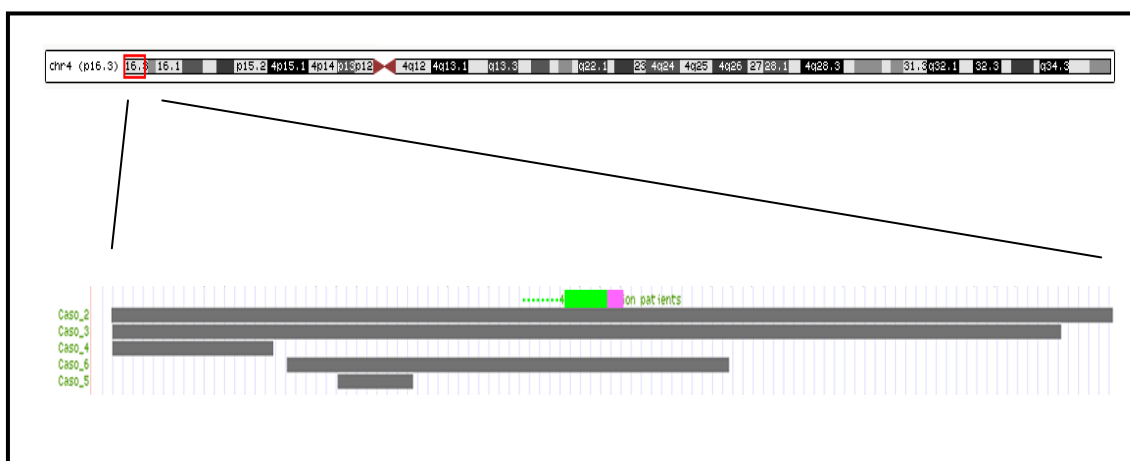 chr4 (p16.3) 16.3 16.1 p15.2 4p15.1 4p14 p13 p12 4q12 4q13.1 q13.3 q22.1 23 4q24 4q25 4q26 27 28.1 4q28.3 31.3 q32.1 32.3 q34.3
4 on patients
Caso_2
Caso_3
Caso_4
Caso_6
Caso_5